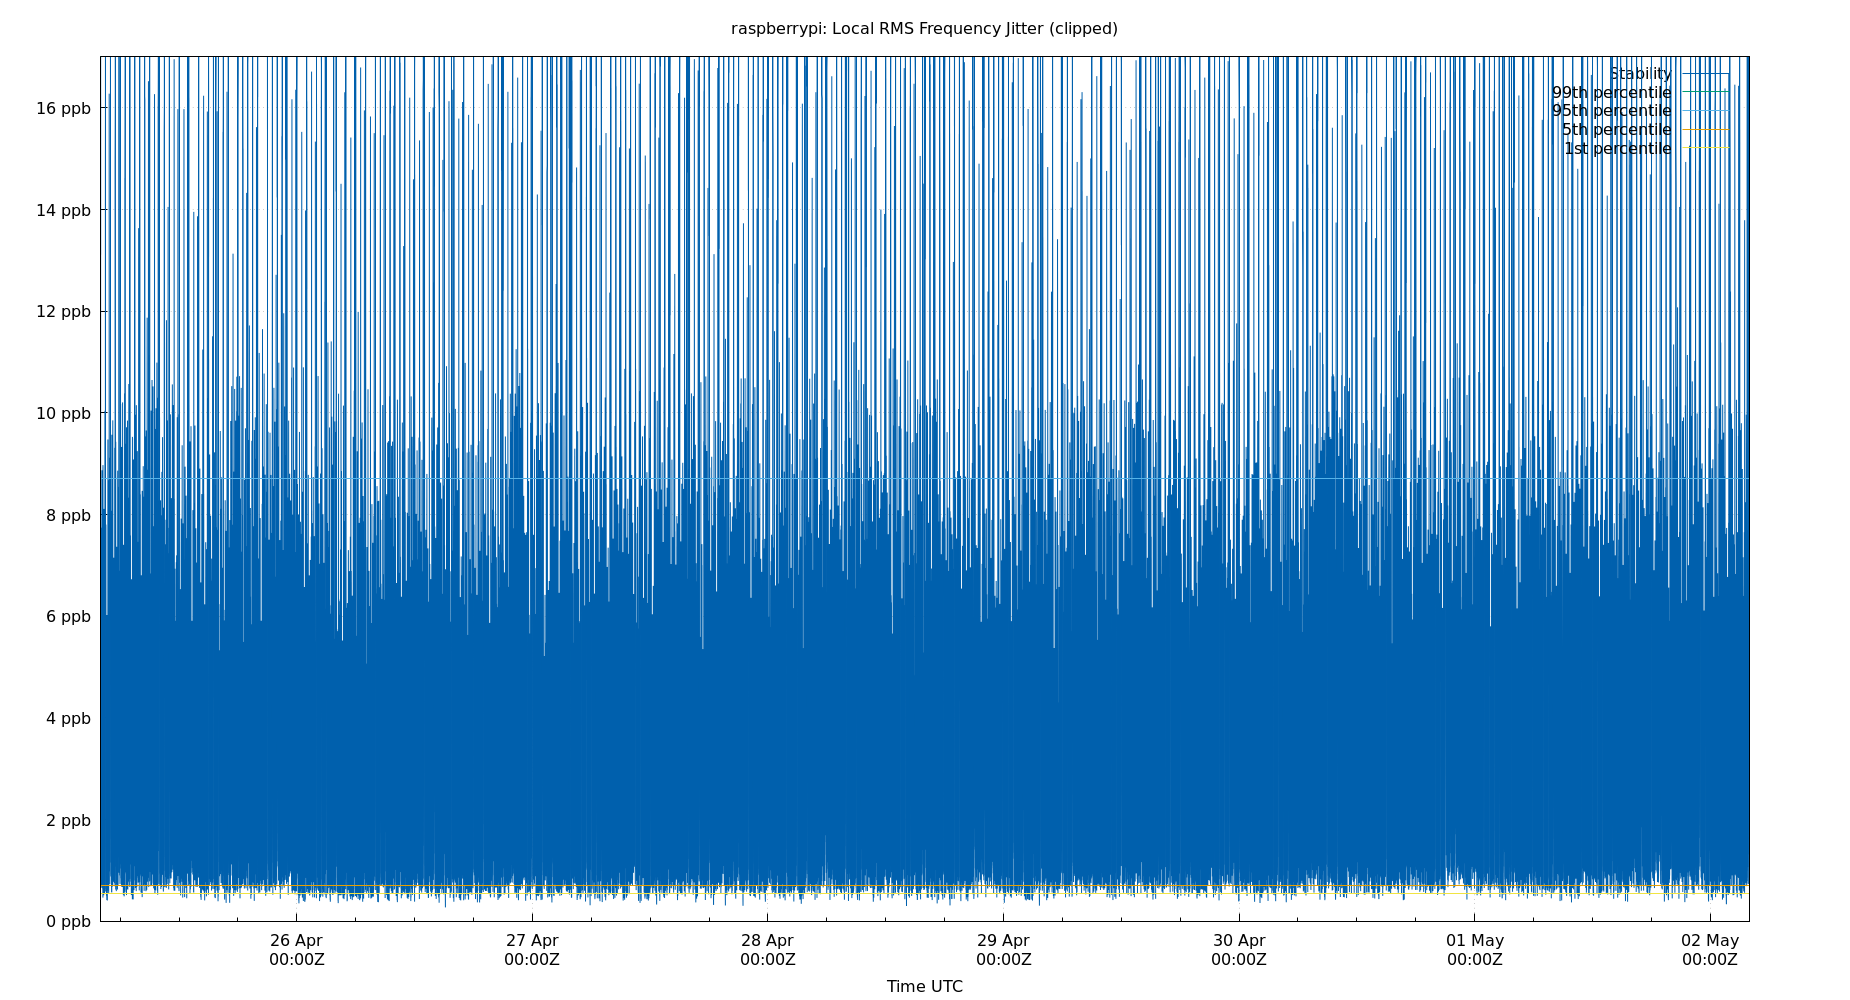 raspberrypi: Local RMS Frequency Jitter (clipped)
Stability
99th percentile
95th percentile
5th percentile
1st percentile
16 ppb
14 ppb
12 ppb
10 ppb
8 ppb
6 ppb
4 ppb
2 ppb
0 ppb
26 Apr 27 Apr 28 Apr 29 Apr 30 Apr 01 May 02 May
00:00Z 00:00Z 00:00Z 00:00Z 00:00Z 00:00Z 00:00Z
Time UTC